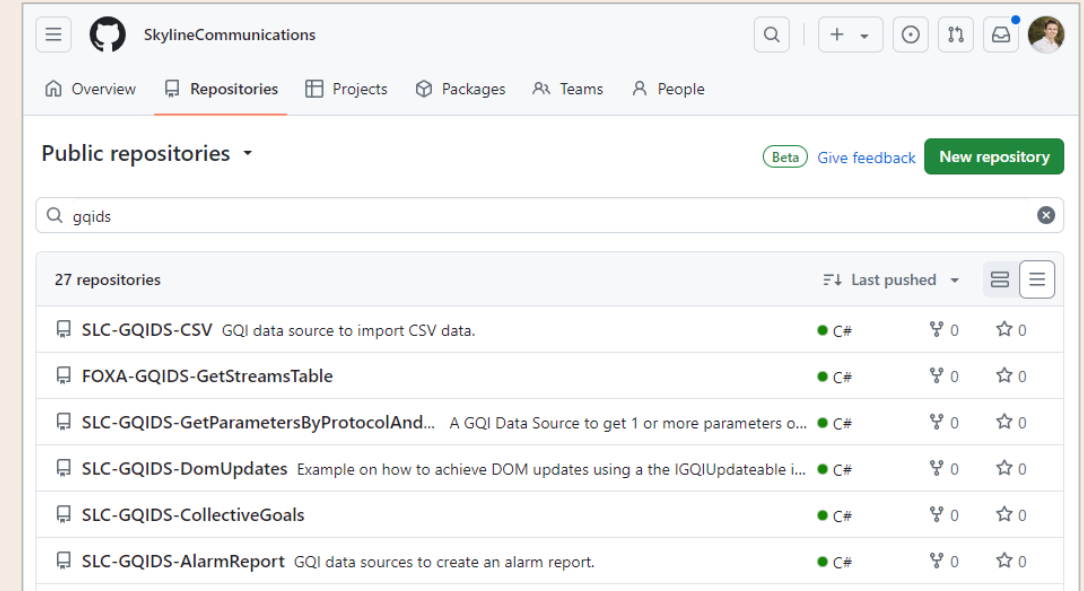 SkylineCommunications
Overview Repositories Projects Packages Teams People
Public repositories
Beta Give feedback New repository
gqids
27 repositories Last pushed
SLC-GQIDS-CSV GQI data source to import CSV data. C# 0 0
FOXA-GQIDS-GetStreamsTable C# 0 0
SLC-GQIDS-GetParametersByProtocolAnd... A GQI Data Source to get 1 or more parameters o... C# 0 0
SLC-GQIDS-DomUpdates Example on how to achieve DOM updates using a the IGQIUpdateable i... C# 0 0
SLC-GQIDS-CollectiveGoals C# 0 0
SLC-GQIDS-AlarmReport GQI data sources to create an alarm report. C# 0 0